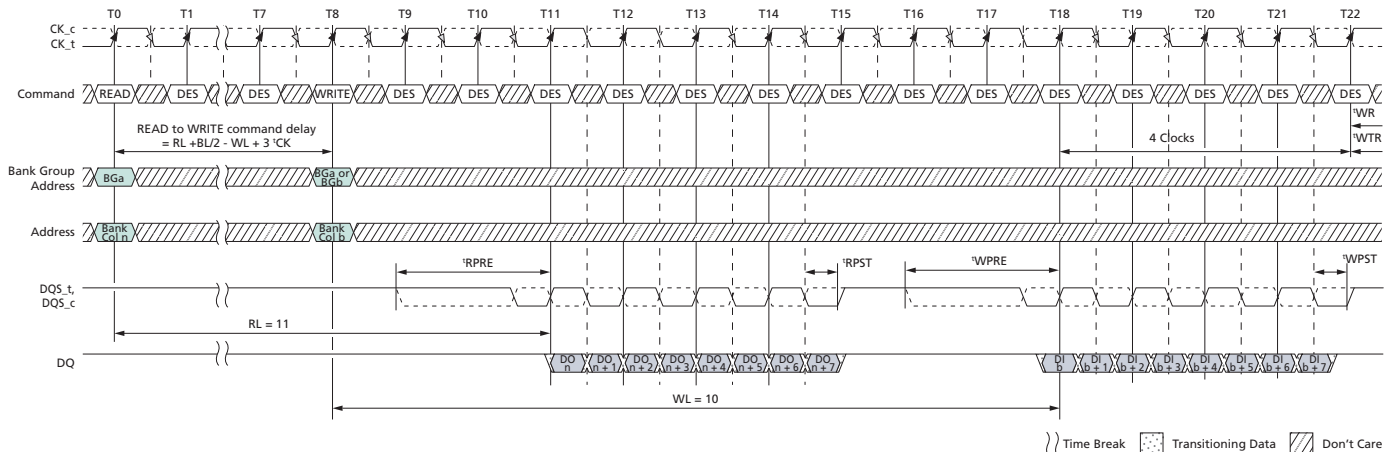 T0 T1 T7 T8 T9 T10 T11 T12 T13 T14 T15 T16 T17 T18 T19 T20 T21 T22
CK_c
CK_t
Command READ DES DES WRITE DES DES DES DES DES DES DES DES DES DES DES DES DES DES
READ to WRITE command delay
= RL +BL/2 - WL + 3 tCK
4 Clocks
tWR
tWTR
Bank Group
Address
BGa
BGa or
BGb
Address
Bank
Col n
Bank
Col b
tRPRE
tRPST
tWPRE
tWPST
DQS_t,
DQS_c
RL = 11
DQ
DO
n
DO
n + 1
DO
n + 2
DO
n + 3
DO
n + 4
DO
n + 5
DO
n + 6
DO
n + 7
DI
b
DI
b + 1
DI
b + 2
DI
b + 3
DI
b + 4
DI
b + 5
DI
b + 6
DI
b + 7
WL = 10
Time Break Transitioning Data Don't Care